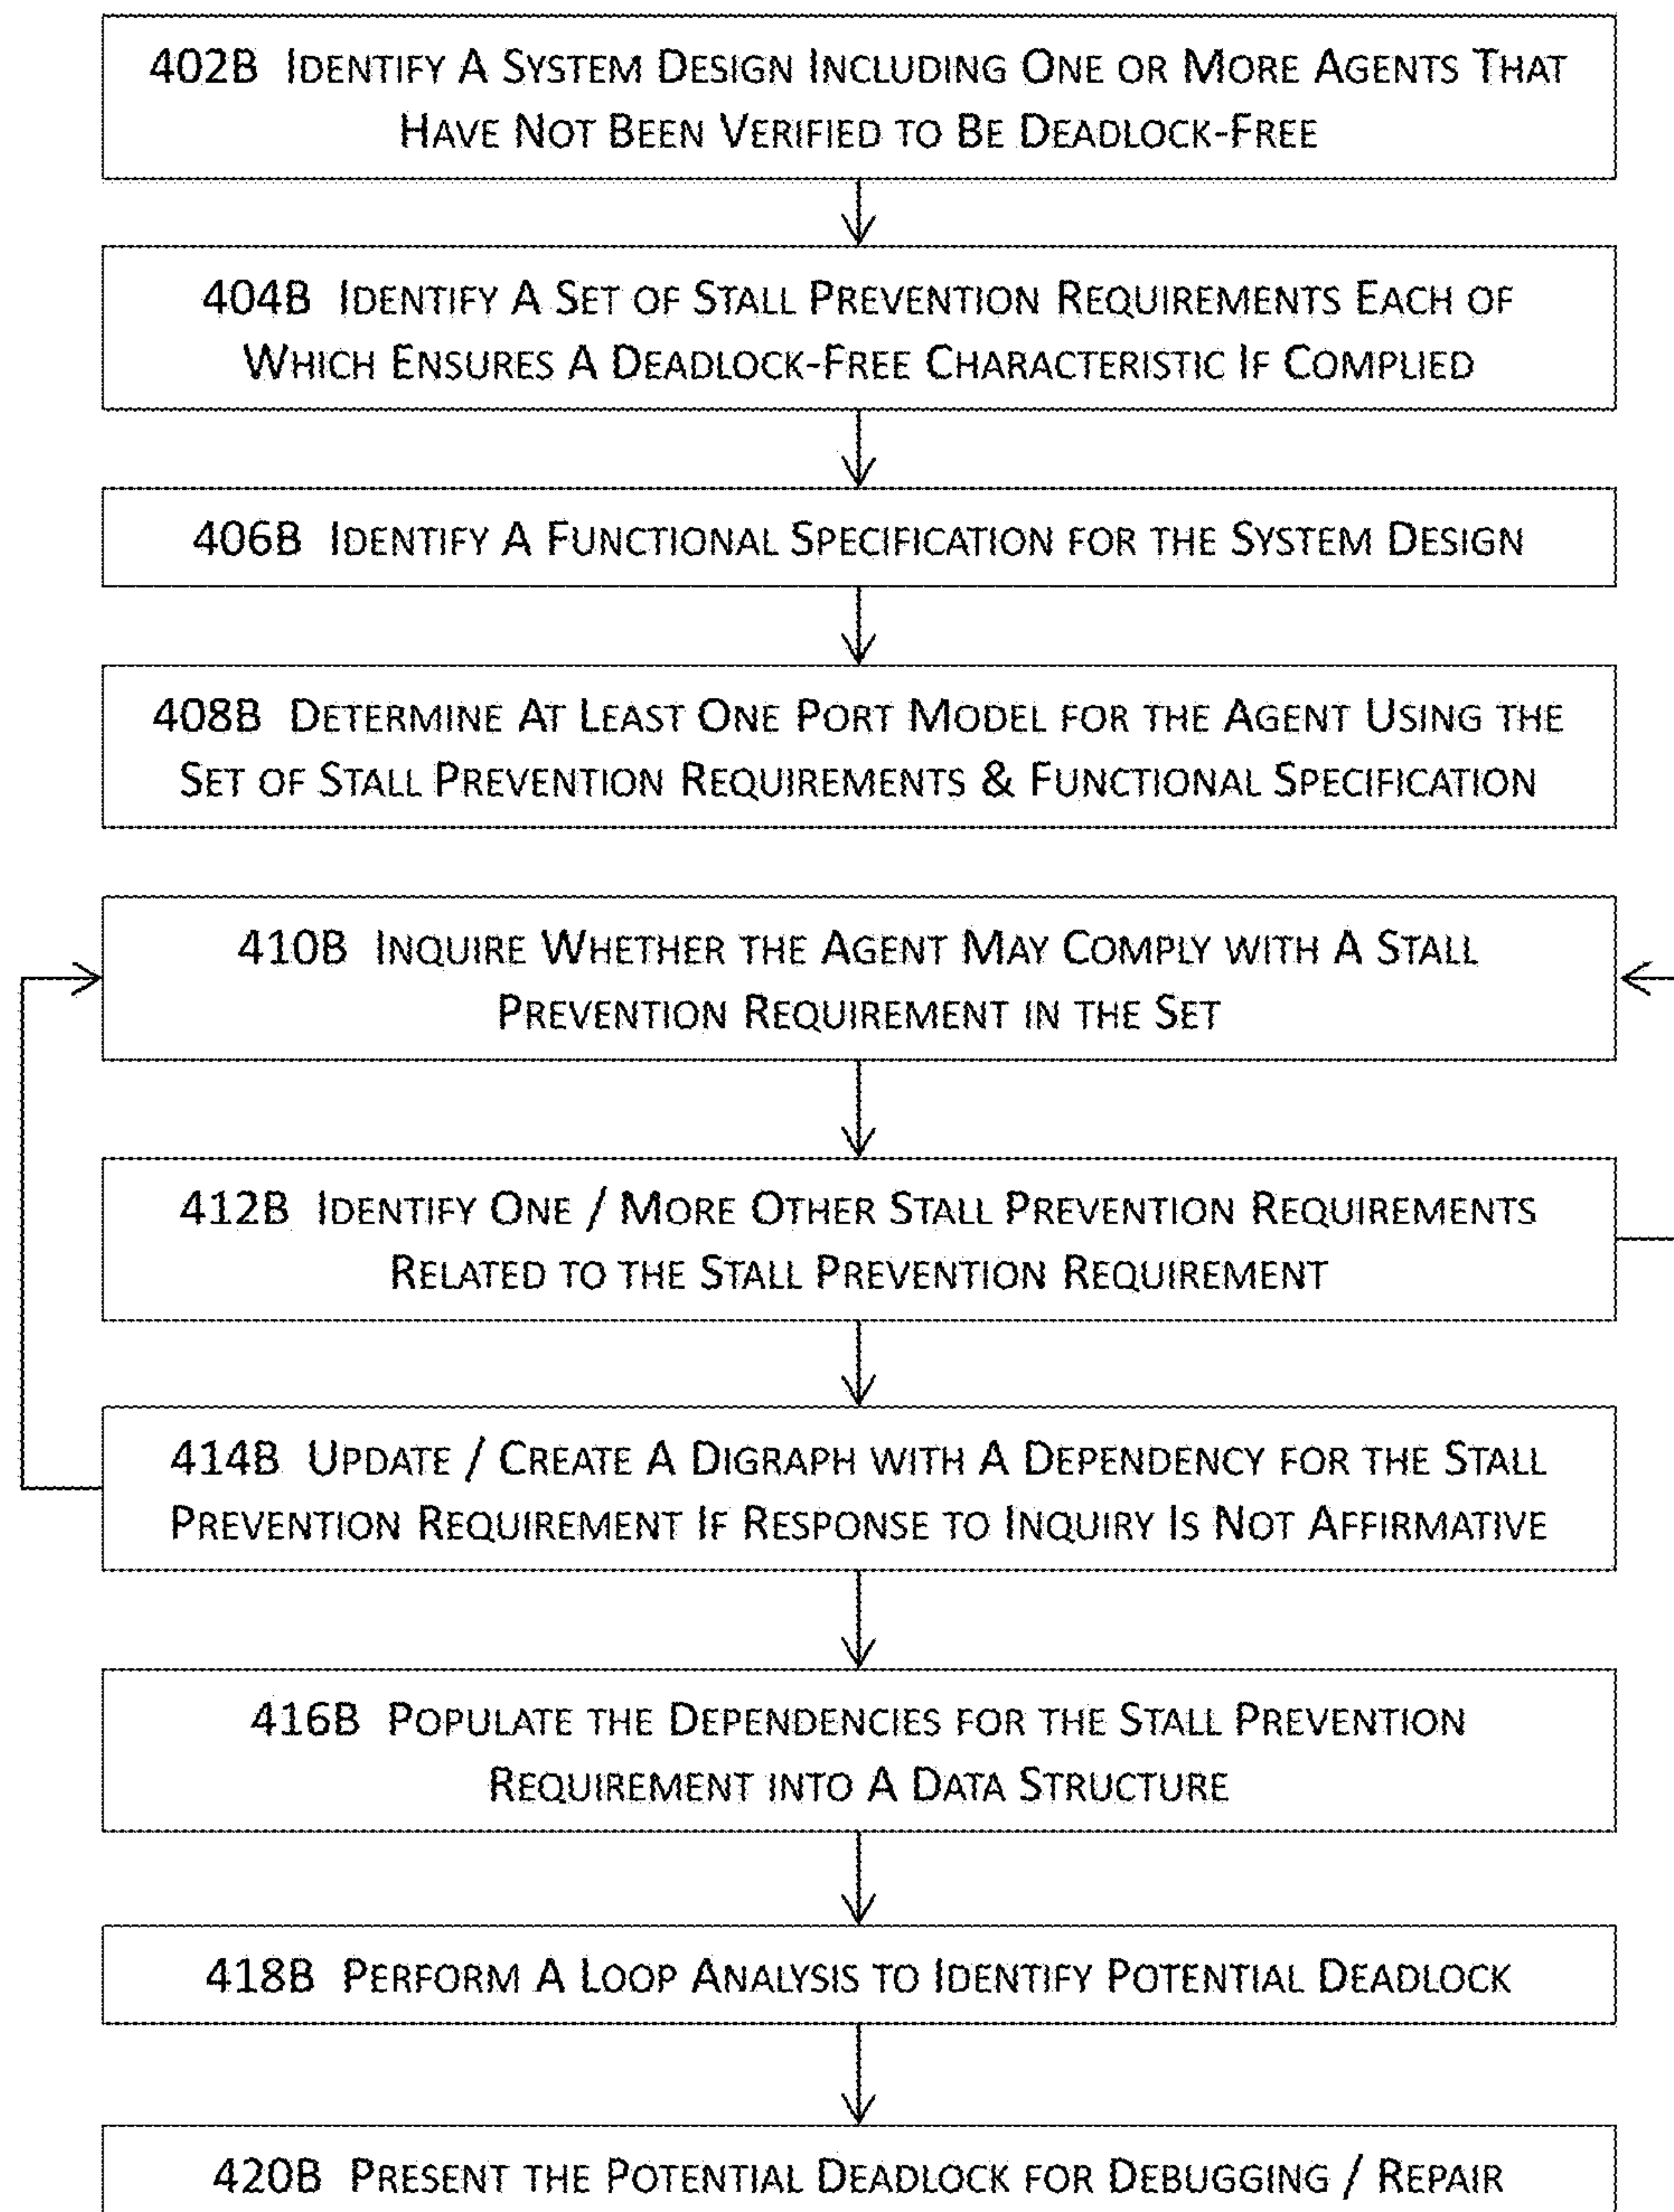 402B IDENTIFY A SYSTEM DESIGN INCLUDING ONE OR MORE AGENTS THAT
HAVE NOT BEEN VERIFIED TO BE DEADLOCK-FREE
404B IDENTIFY A SET OF STALL PREVENTION REQUIREMENTS EACH OF
WHICH ENSURES A DEADLOCK-FREE CHARACTERISTIC IF COMPLIED
406B IDENTIFY A FUNCTIONAL SPECIFICATION FOR THE SYSTEM DESIGN
408B DETERMINE AT LEAST ONE PORT MODEL FOR THE AGENT USING THE
SET OF STALL PREVENTION REQUIREMENTS & FUNCTIONAL SPECIFICATION
410B INQUIRE WHETHER THE AGENT MAY COMPLY WITH A STALL
PREVENTION REQUIREMENT IN THE SET
412B IDENTIFY ONE / MORE OTHER STALL PREVENTION REQUIREMENTS
RELATED TO THE STALL PREVENTION REQUIREMENT
414B UPDATE / CREATE A DIGRAPH WITH A DEPENDENCY FOR THE STALL
PREVENTION REQUIREMENT IF RESPONSE TO INQUIRY IS NOT AFFIRMATIVE
416B POPULATE THE DEPENDENCIES FOR THE STALL PREVENTION
REQUIREMENT INTO A DATA STRUCTURE
418B PERFORM A LOOP ANALYSIS TO IDENTIFY POTENTIAL DEADLOCK
420B PRESENT THE POTENTIAL DEADLOCK FOR DEBUGGING / REPAIR